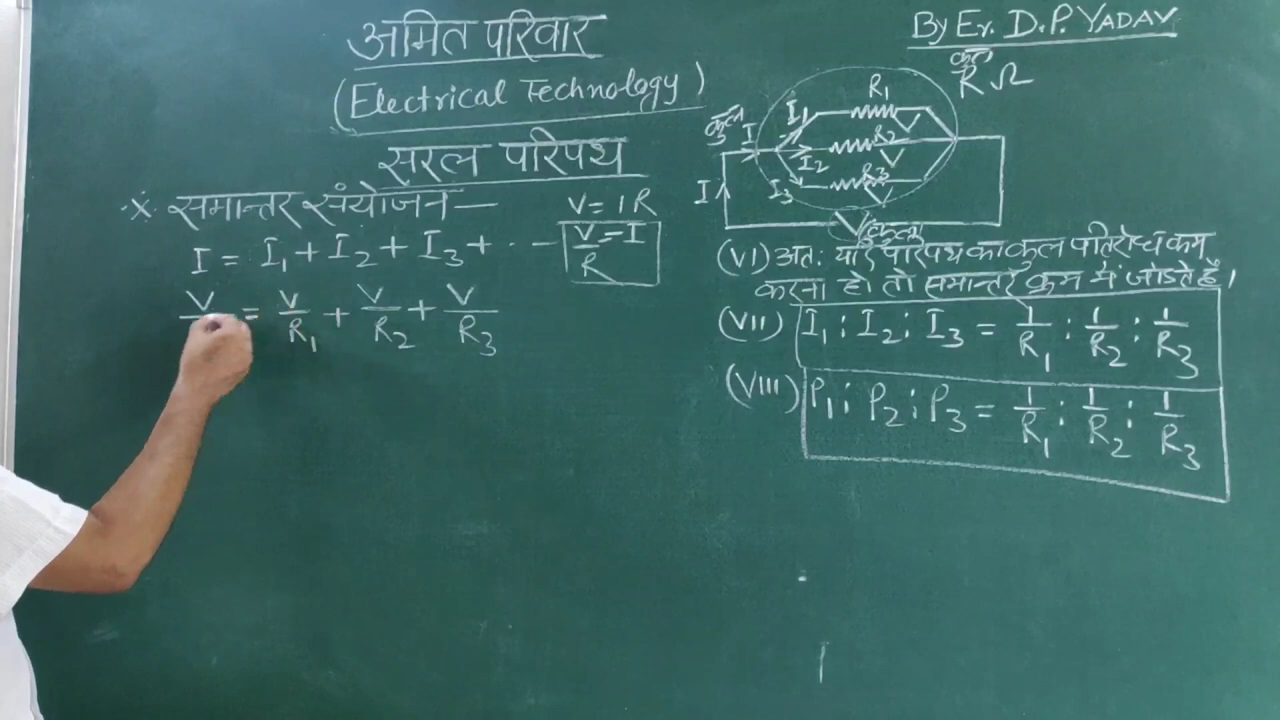 अमित परिवार
(Electrical Technology)
सरल परिपथ
* समान्तर संयोजन —
I = I₁ + I₂ + I₃ + ...
V = IR
V/R = I
V/ = V/R₁ + V/R₂ + V/R₃
By Er. D.P. YADAV
कुल
R Ω
R₁
I₁
V
कुल
I
R₂
I₂
V
R₃
I₃
V
I
V
(VI) अतः यदि परिपथ का कुल प्रतिरोध कम
करना हो तो समान्तर क्रम में जोडते हैं।
(VII) I₁ : I₂ : I₃ = 1/R₁ : 1/R₂ : 1/R₃
(VIII) P₁ : P₂ : P₃ = 1/R₁ : 1/R₂ : 1/R₃